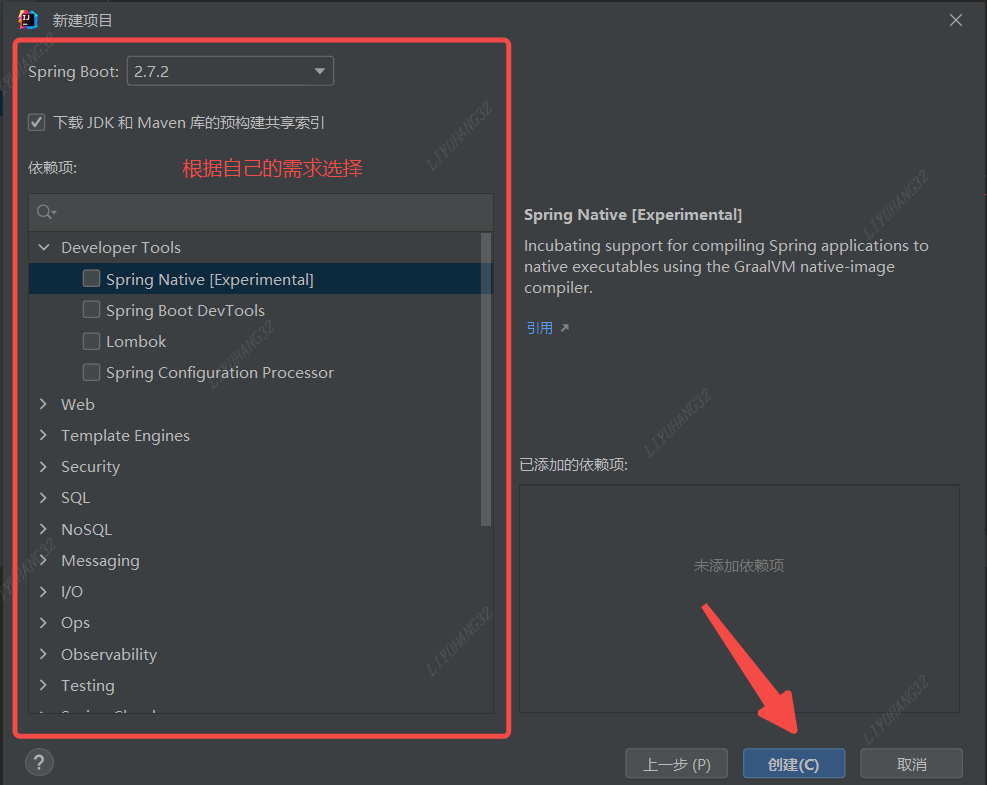 新建项目
Spring Boot: 2.7.2
下载 JDK 和 Maven 库的预构建共享索引
依赖项:
根据自己的需求选择
Developer Tools
Spring Native [Experimental]
Spring Boot DevTools
Lombok
Spring Configuration Processor
Web
Template Engines
Security
SQL
NoSQL
Messaging
I/O
Ops
Observability
Testing
Spring Native [Experimental]
Incubating support for compiling Spring applications to
native executables using the GraalVM native-image
compiler.
引用
已添加的依赖项:
未添加依赖项
?
上一步 (P)
创建(C)
取消
LIYUHANG32
LIYUHANG32
LIYUHANG32
LIYUHANG32
LIYUHANG32
LIYUHANG32